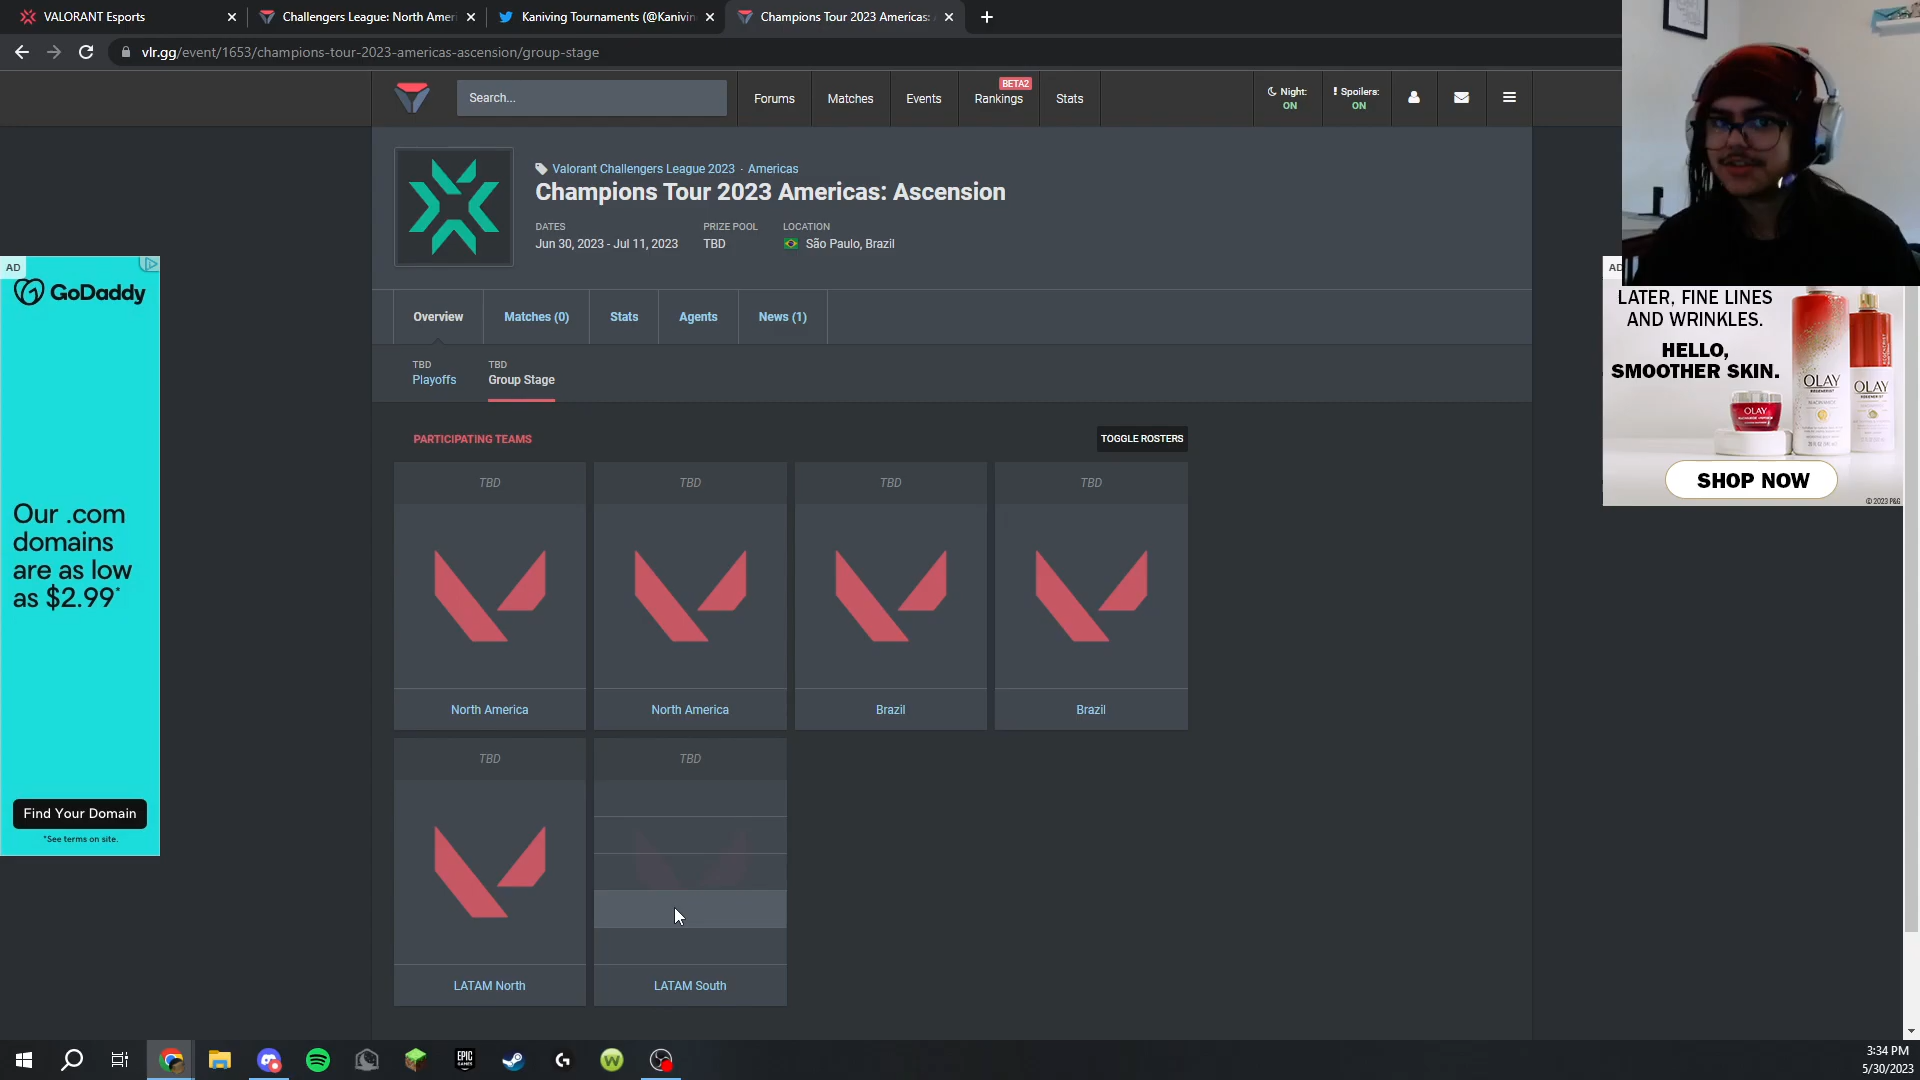 VALORANT Esports
Challengers League: North Ameri
Kaniving Tournaments (@Kanivin
Champions Tour 2023 Americas:
vlr.gg/event/1653/champions-tour-2023-americas-ascension/group-stage
Search...
Forums
Matches
Events
BETA2
Rankings
Stats
Night:
ON
! Spoilers:
ON
Valorant Challengers League 2023 · Americas
Champions Tour 2023 Americas: Ascension
DATES
PRIZE POOL
LOCATION
Jun 30, 2023 - Jul 11, 2023
TBD
São Paulo, Brazil
Overview
Matches (0)
Stats
Agents
News (1)
TBD
Playoffs
TBD
Group Stage
PARTICIPATING TEAMS
TOGGLE ROSTERS
TBD
TBD
TBD
TBD
North America
North America
Brazil
Brazil
TBD
TBD
LATAM North
LATAM South
AD
GoDaddy
Our .com
domains
are as low
as $2.99*
Find Your Domain
*See terms on site.
AD
LATER, FINE LINES
AND WRINKLES.
HELLO,
SMOOTHER SKIN.
OLAY
OLAY
OLAY
SHOP NOW
© 2023 P&G
EPIC
GAMES
W
3:34 PM
5/30/2023